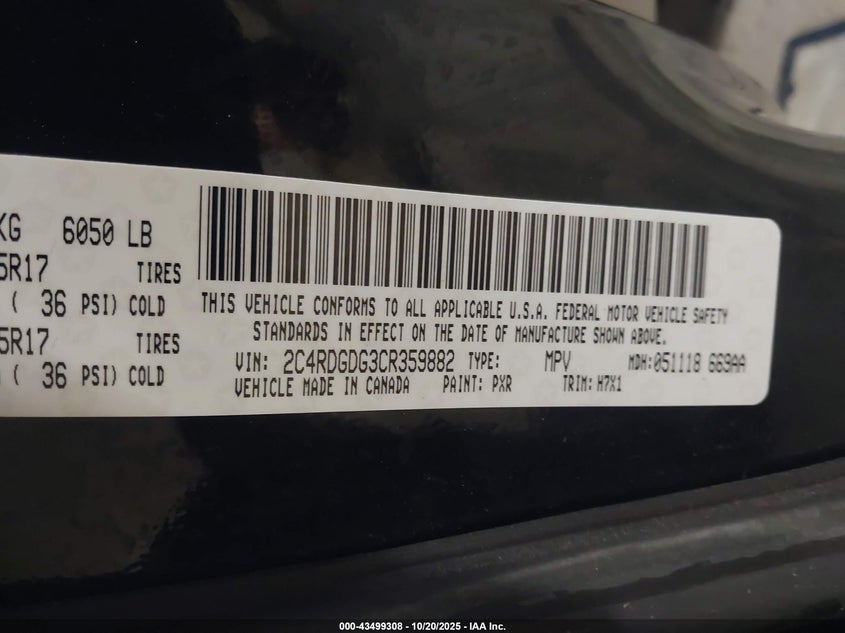 KG 6050 LB
5R17 TIRES
( 36 PSI) COLD
5R17 TIRES
( 36 PSI) COLD
THIS VEHICLE CONFORMS TO ALL APPLICABLE U.S.A. FEDERAL MOTOR VEHICLE SAFETY
STANDARDS IN EFFECT ON THE DATE OF MANUFACTURE SHOWN ABOVE.
VIN: 2C4RDGDG3CR359882 TYPE: MPV MDH:051118 669AA
VEHICLE MADE IN CANADA PAINT: PXR TRIM: H7X1
000-43499308 - 10/20/2025 - IAA Inc.